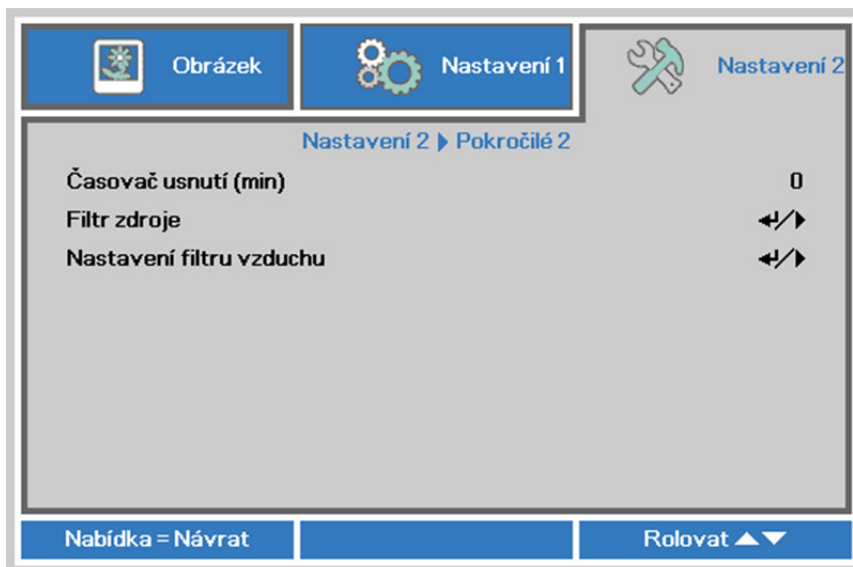 Obrázek
Nastavení 1
Nastavení 2
Nastavení 2 ▶ Pokročilé 2
Časovač usnutí (min) 0
Filtr zdroje ↵/▶
Nastavení filtru vzduchu ↵/▶
Nabídka = Návrat
Rolovat ▲▼